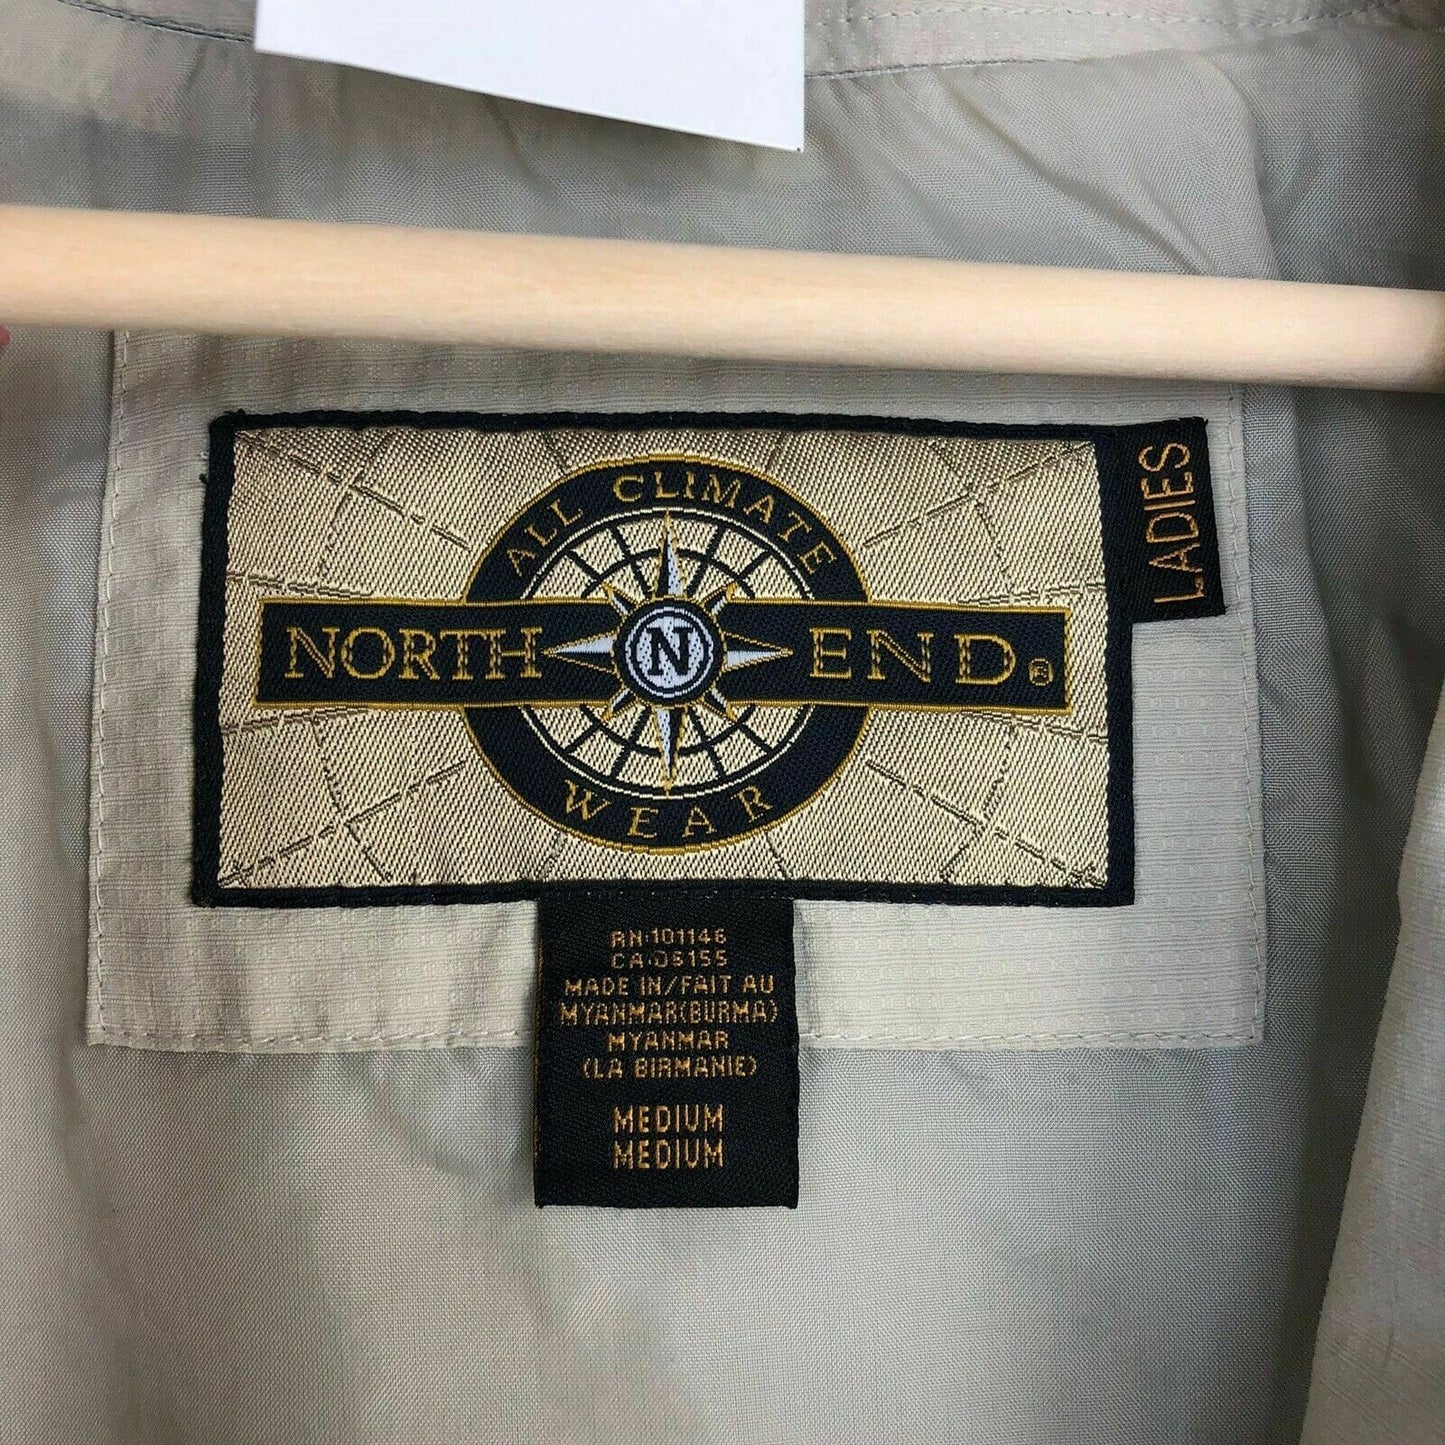 ALL CLIMATE
NORTH N END®
WEAR
LADIES
RN:101146
CA:05155
MADE IN/FAIT AU
MYANMAR(BURMA)
MYANMAR
(LA BIRMANIE)
MEDIUM
MEDIUM